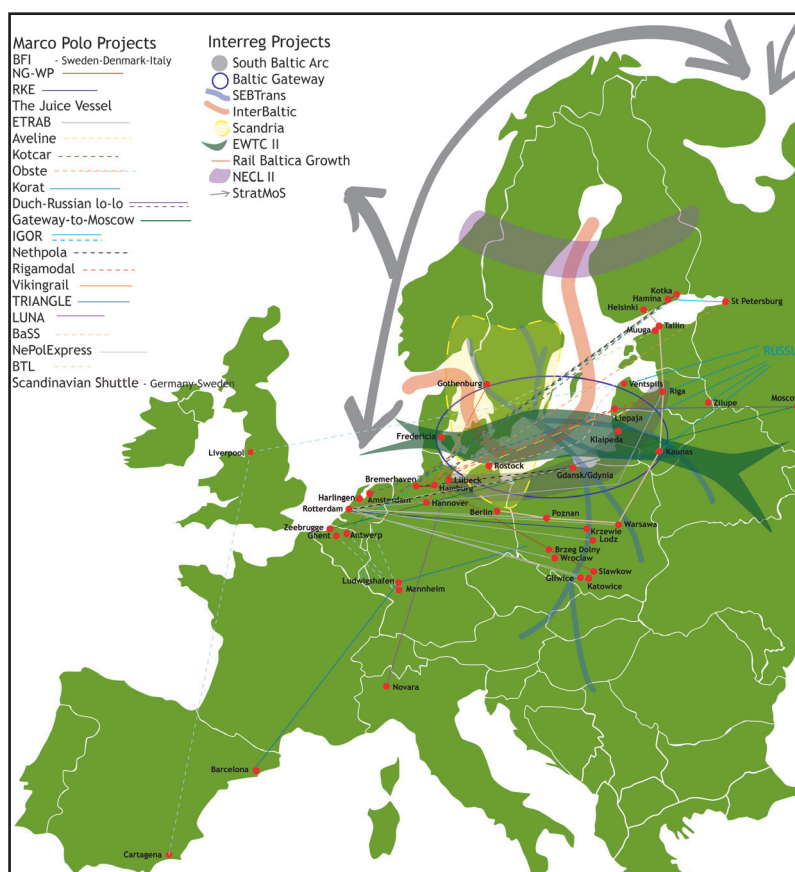 Marco Polo Projects
BFI - Sweden-Denmark-Italy
NG-WP
RKE
The Juice Vessel
ETRAB
Aveline
Kotcar
Obste
Korat
Duch-Russian lo-lo
Gateway-to-Moscow
IGOR
Nethpola
Rigamodal
Vikingrail
TRIANGLE
LUNA
BaSS
NePolExpress
BTL
Scandinavian Shuttle - Germany-Sweden
Interreg Projects
South Baltic Arc
Baltic Gateway
SEBTrans
InterBaltic
Scandria
EWTC II
Rail Baltica Growth
NECL II
StratMoS
Kotka
Hamina
Helsinki
St Petersburg
Tallin
Muuga
RUSSI
Gothenburg
Ventspils
Riga
Zilupe
Moscow
Liepaja
Fredericia
Klaipeda
Liverpool
Kaunas
Rostock
Gdansk/Gdynia
Bremerhaven
Lübeck
Hamburg
Harlingen
Amsterdam
Hannover
Rotterdam
Berlin
Poznan
Zeebrugge
Ghent
Antwerp
Krzewie
Warsawa
Lodz
Brzeg Dolny
Wroclaw
Ludwigshafen
Mannheim
Slawkow
Gliwice
Katowice
Novara
Barcelona
Cartagena